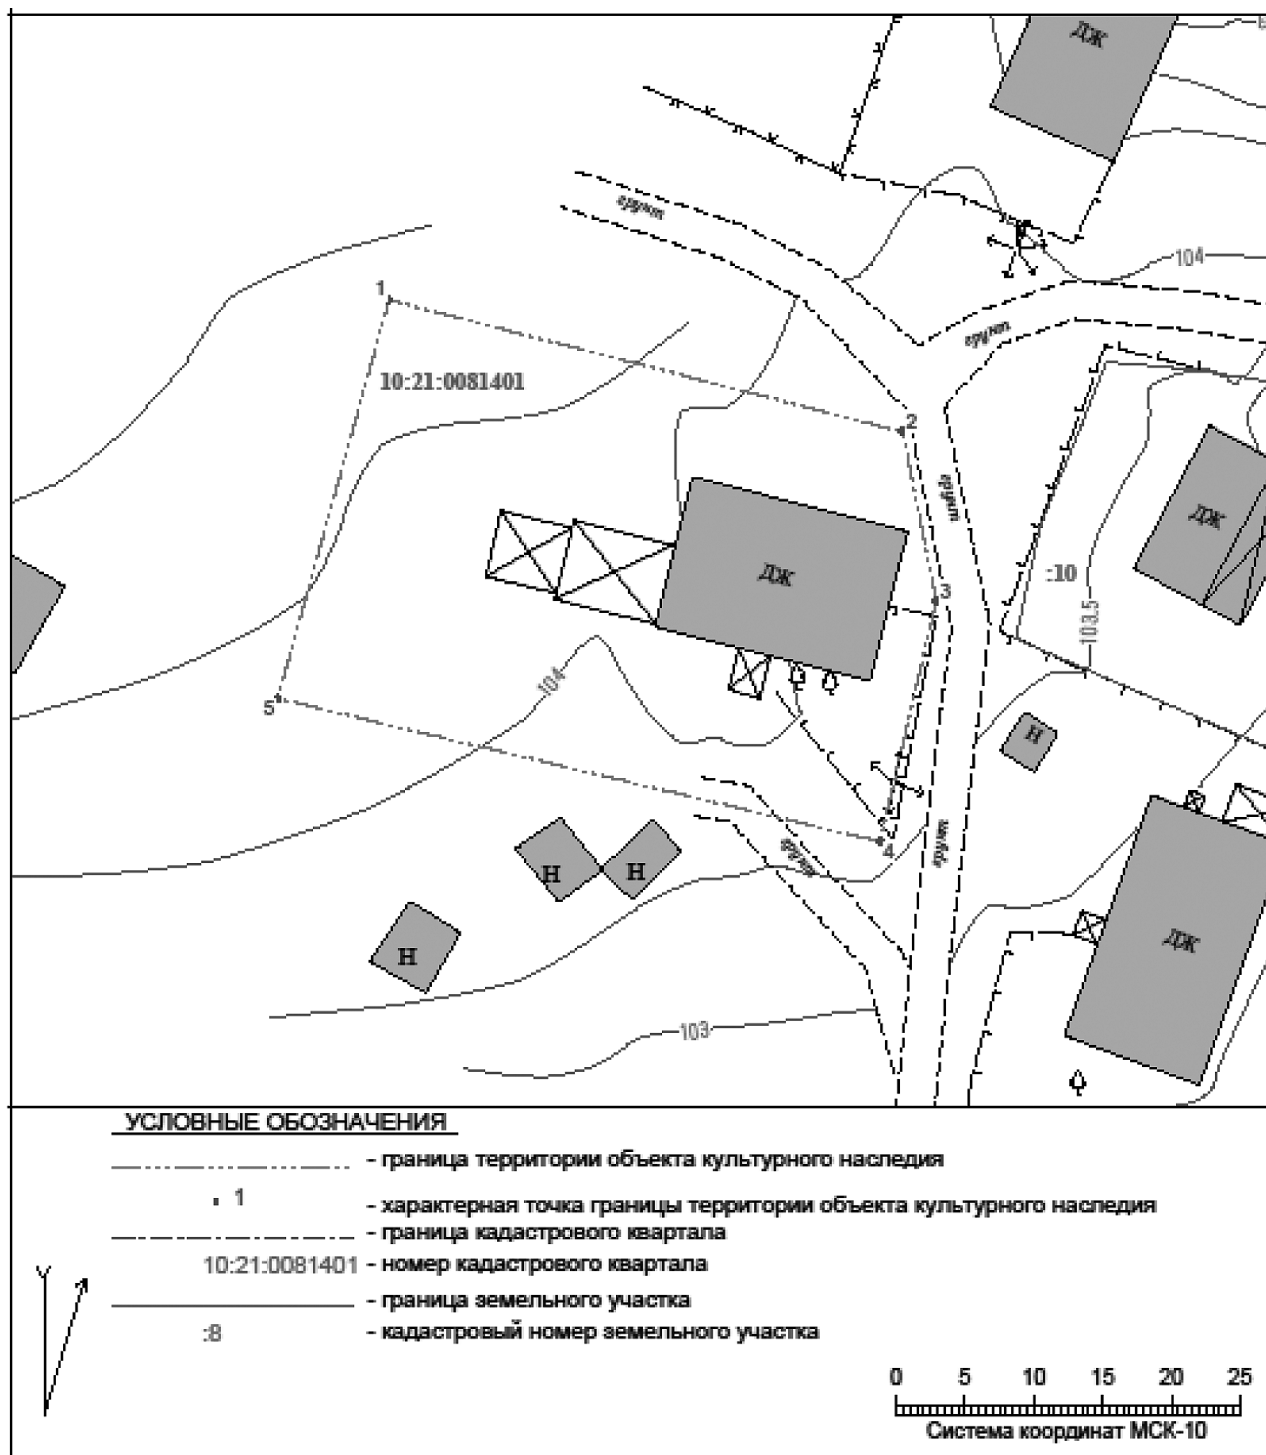 ДЖ
грунт
104
1
грунт
10:21:0081401
2
грунт
ДЖ
ДЖ
:10
3
103.5
104
5
Н
грунт
4
грунт
Н
Н
ДЖ
Н
103
УСЛОВНЫЕ ОБОЗНАЧЕНИЯ
- граница территории объекта культурного наследия
1 - характерная точка границы территории объекта культурного наследия
- граница кадастрового квартала
10:21:0081401 - номер кадастрового квартала
- граница земельного участка
:8 - кадастровый номер земельного участка
0 5 10 15 20 25
Система координат МСК-10